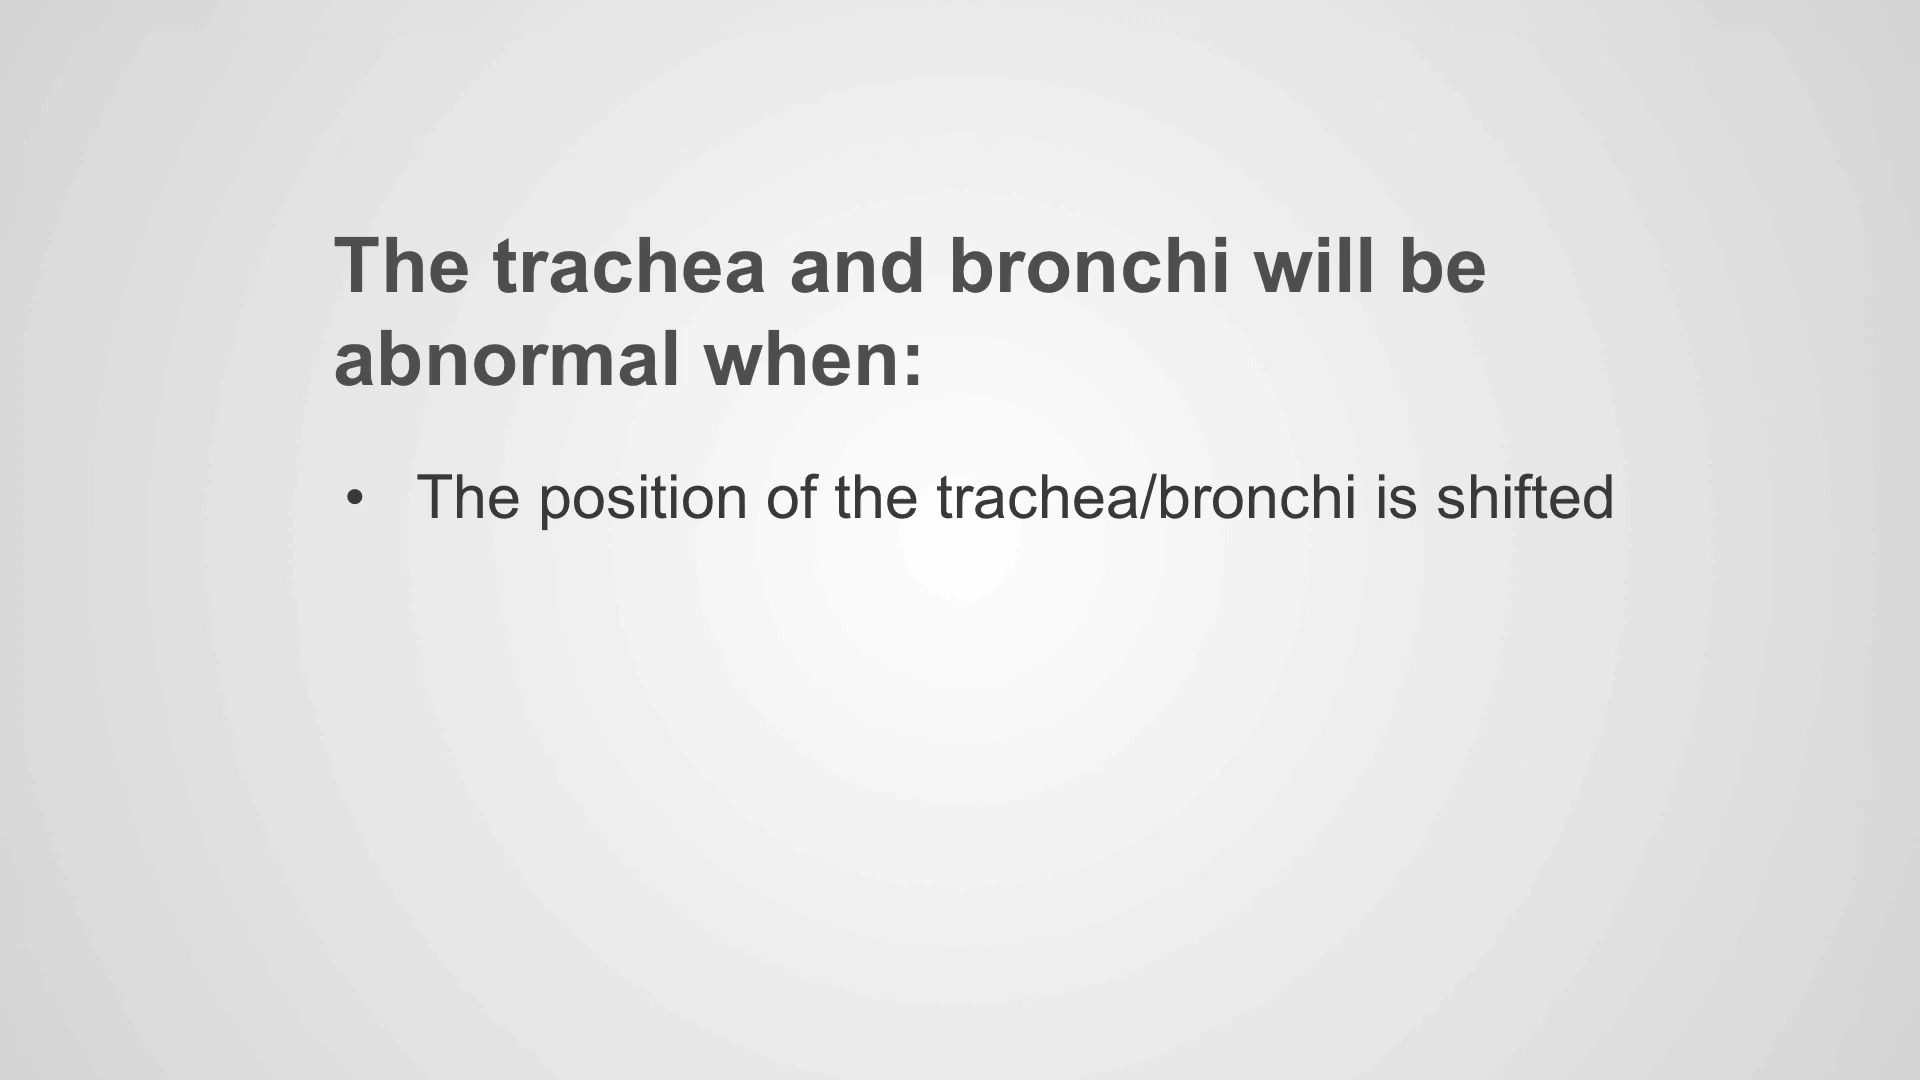 The trachea and bronchi will be
abnormal when:
• The position of the trachea/bronchi is shifted